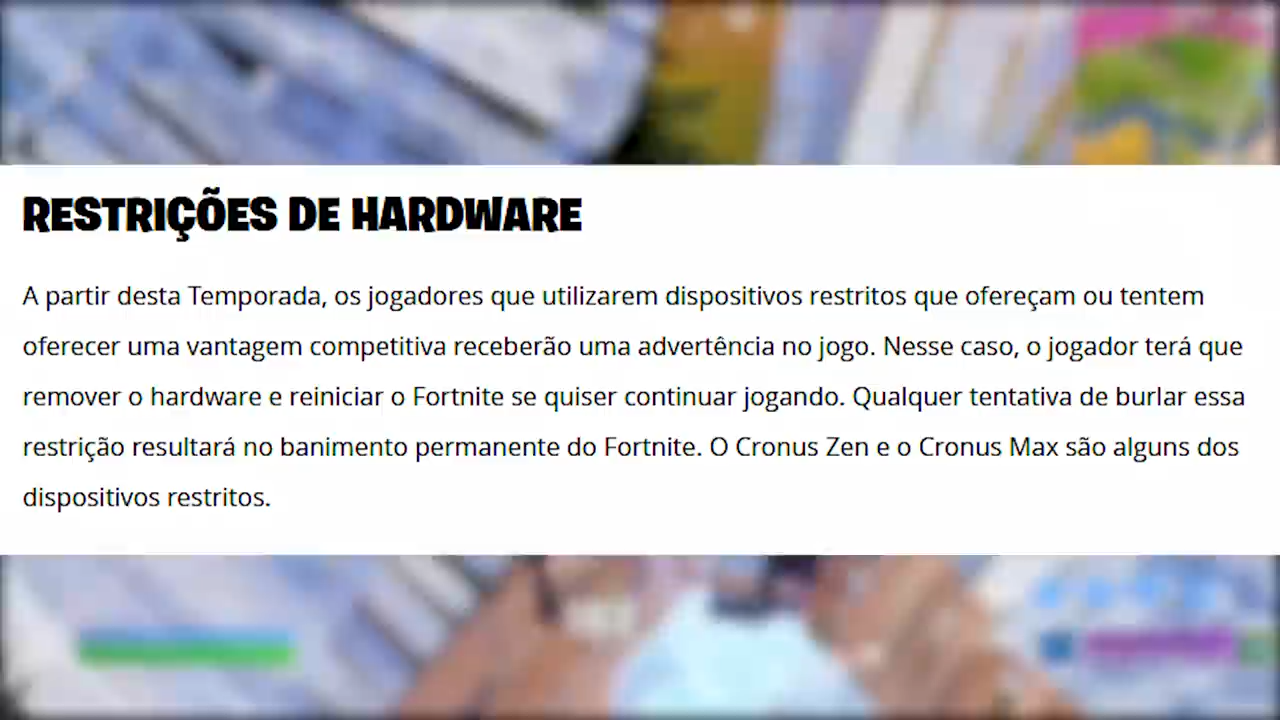 RESTRIÇÕES DE HARDWARE
A partir desta Temporada, os jogadores que utilizarem dispositivos restritos que ofereçam ou tentem
oferecer uma vantagem competitiva receberão uma advertência no jogo. Nesse caso, o jogador terá que
remover o hardware e reiniciar o Fortnite se quiser continuar jogando. Qualquer tentativa de burlar essa
restrição resultará no banimento permanente do Fortnite. O Cronus Zen e o Cronus Max são alguns dos
dispositivos restritos.